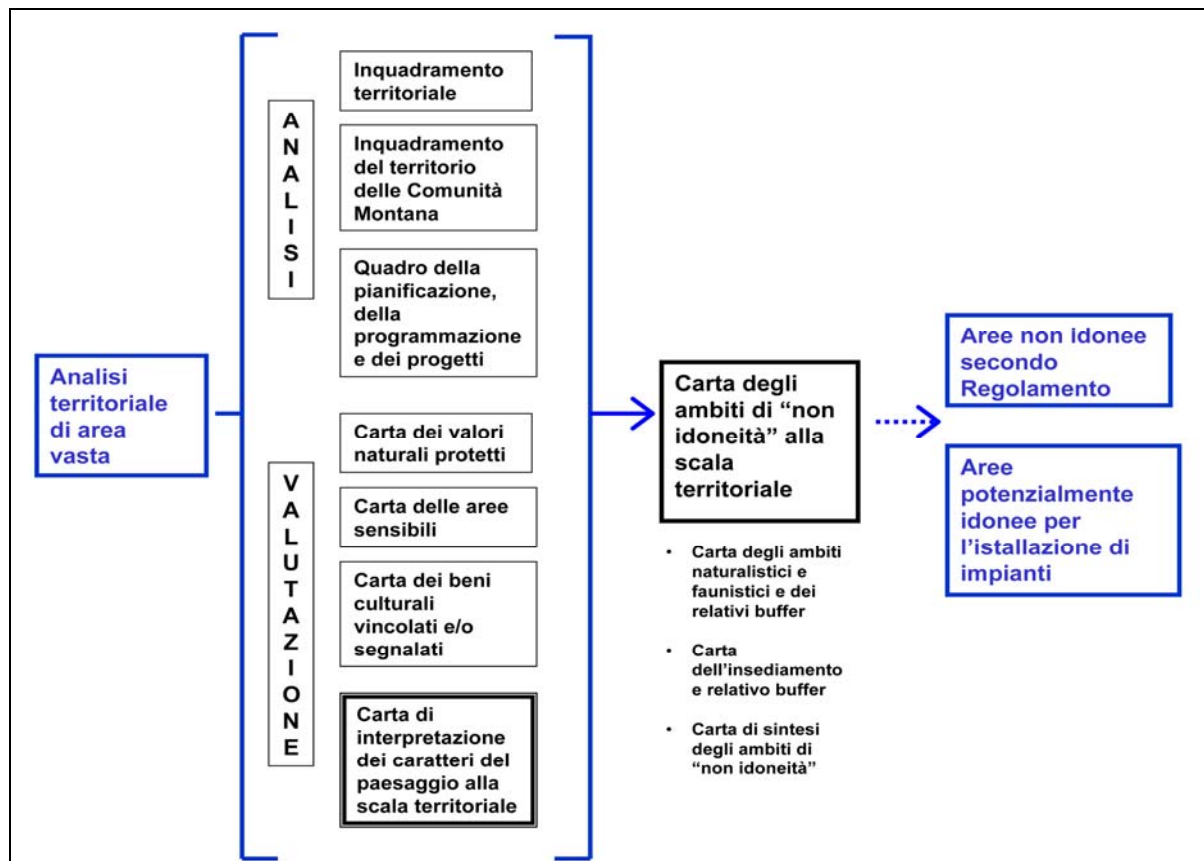 Analisi
territoriale
di area
vasta
ANALISI
Inquadramento
territoriale
Inquadramento
del territorio
delle Comunità
Montana
Quadro della
pianificazione,
della
programmazione
e dei progetti
VALUTAZIONE
Carta dei valori
naturali protetti
Carta delle aree
sensibili
Carta dei beni
culturali
vincolati e/o
segnalati
Carta di
interpretazione
dei caratteri del
paesaggio alla
scala territoriale
Carta degli
ambiti di “non
idoneità” alla
scala
territoriale
• Carta degli ambiti
naturalistici e
faunistici e dei
relativi buffer
• Carta
dell’insediamento
e relativo buffer
• Carta di sintesi
degli ambiti di
“non idoneità”
Aree non idonee
secondo
Regolamento
Aree
potenzialmente
idonee per
l’istallazione di
impianti